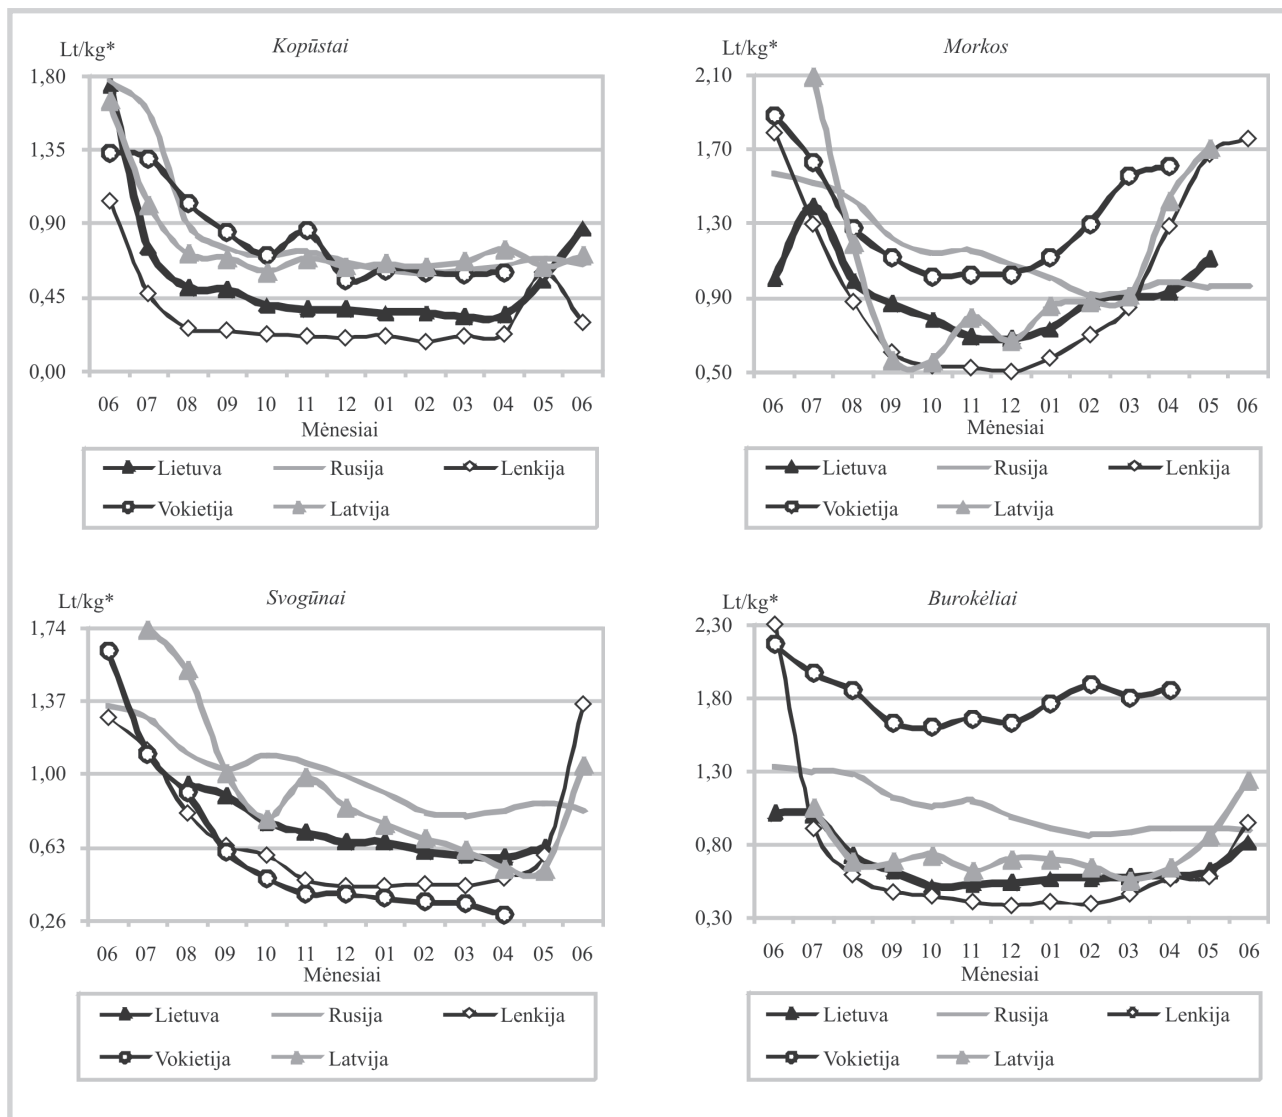 Kopūstai
Lt/kg*
1,80
1,35
0,90
0,45
0,00
06 07 08 09 10 11 12 01 02 03 04 05 06
Mėnesiai
Lietuva Rusija Lenkija
Vokietija Latvija
Morkos
Lt/kg*
2,10
1,70
1,30
0,90
0,50
06 07 08 09 10 11 12 01 02 03 04 05 06
Mėnesiai
Lietuva Rusija Lenkija
Vokietija Latvija
Svogūnai
Lt/kg*
1,74
1,37
1,00
0,63
0,26
06 07 08 09 10 11 12 01 02 03 04 05 06
Mėnesiai
Lietuva Rusija Lenkija
Vokietija Latvija
Burokėliai
Lt/kg*
2,30
1,80
1,30
0,80
0,30
06 07 08 09 10 11 12 01 02 03 04 05 06
Mėnesiai
Lietuva Rusija Lenkija
Vokietija Latvija